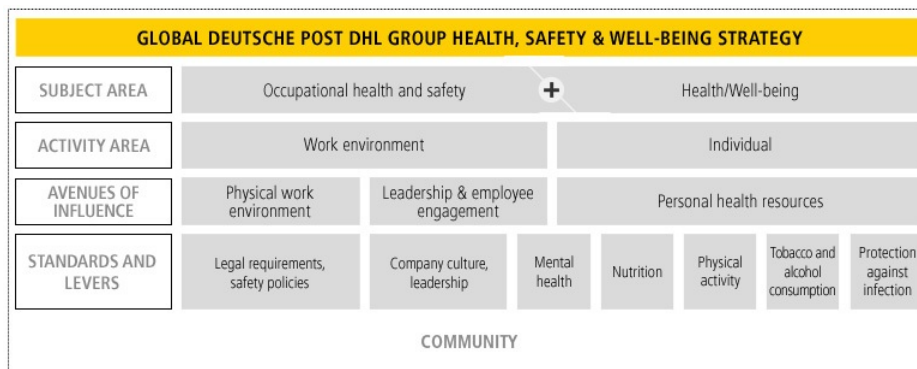 GLOBAL DEUTSCHE POST DHL GROUP HEALTH, SAFETY & WELL-BEING STRATEGY
SUBJECT AREA
Occupational health and safety
+
Health/Well-being
ACTIVITY AREA
Work environment
Individual
AVENUES OF
INFLUENCE
Physical work
environment
Leadership & employee
engagement
Personal health resources
STANDARDS AND
LEVERS
Legal requirements,
safety policies
Company culture,
leadership
Mental
health
Nutrition
Physical
activity
Tobacco and
alcohol
consumption
Protection
against
infection
COMMUNITY